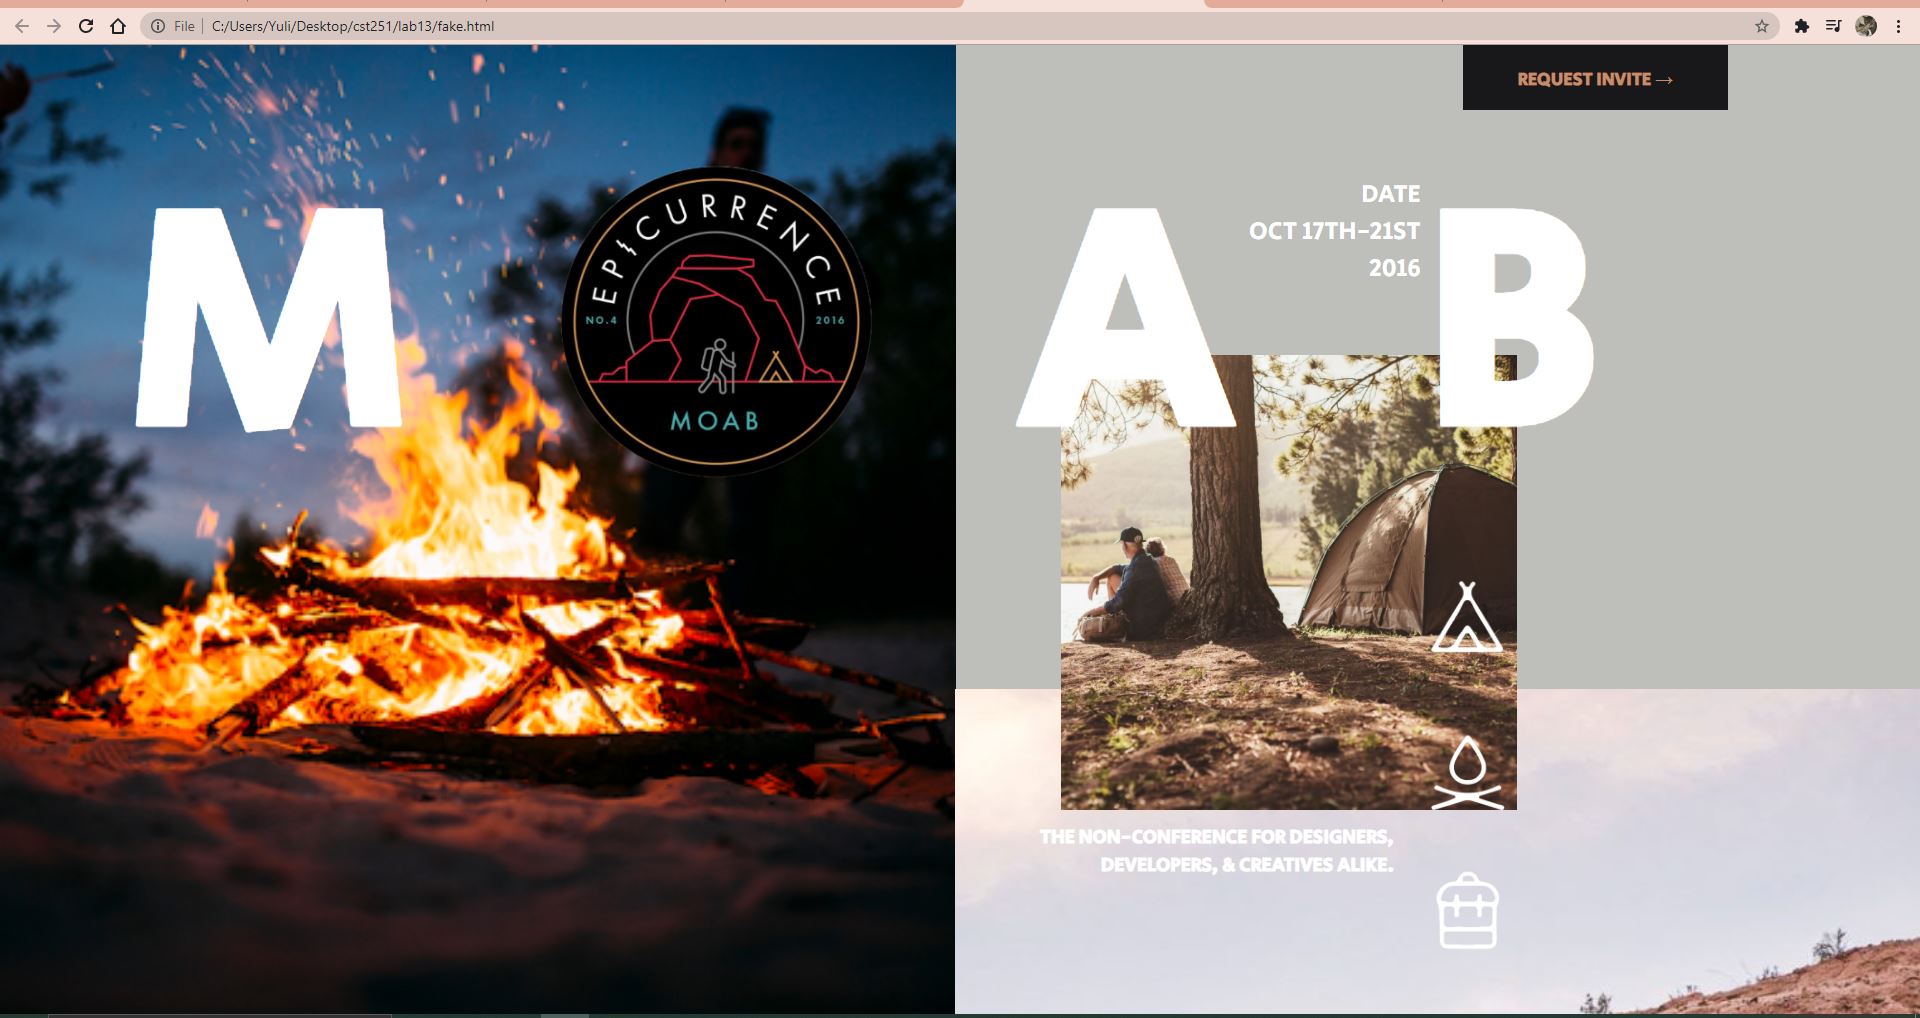 File
C:/Users/Yuli/Desktop/cst251/lab13/fake.html
REQUEST INVITE →
M
EPICURRENCE
NO.4
2016
MOAB
A
DATE
OCT 17TH–21ST
2016
B
THE NON–CONFERENCE FOR DESIGNERS,
DEVELOPERS, & CREATIVES ALIKE.